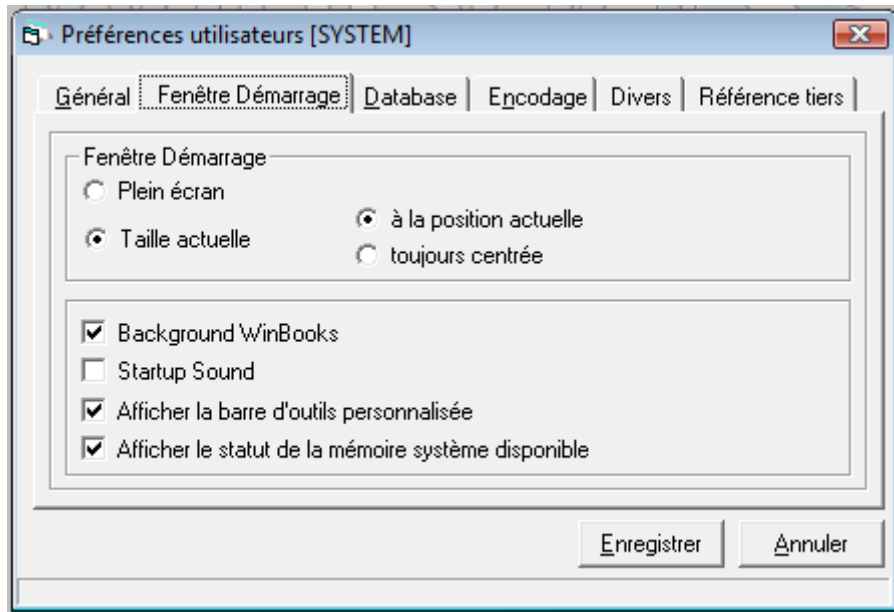 Préférences utilisateurs [SYSTEM]
Général Fenêtre Démarrage Database Encodage Divers Référence tiers
Fenêtre Démarrage
Plein écran
à la position actuelle
Taille actuelle
toujours centrée
Background WinBooks
Startup Sound
Afficher la barre d'outils personnalisée
Afficher le statut de la mémoire système disponible
Enregistrer Annuler